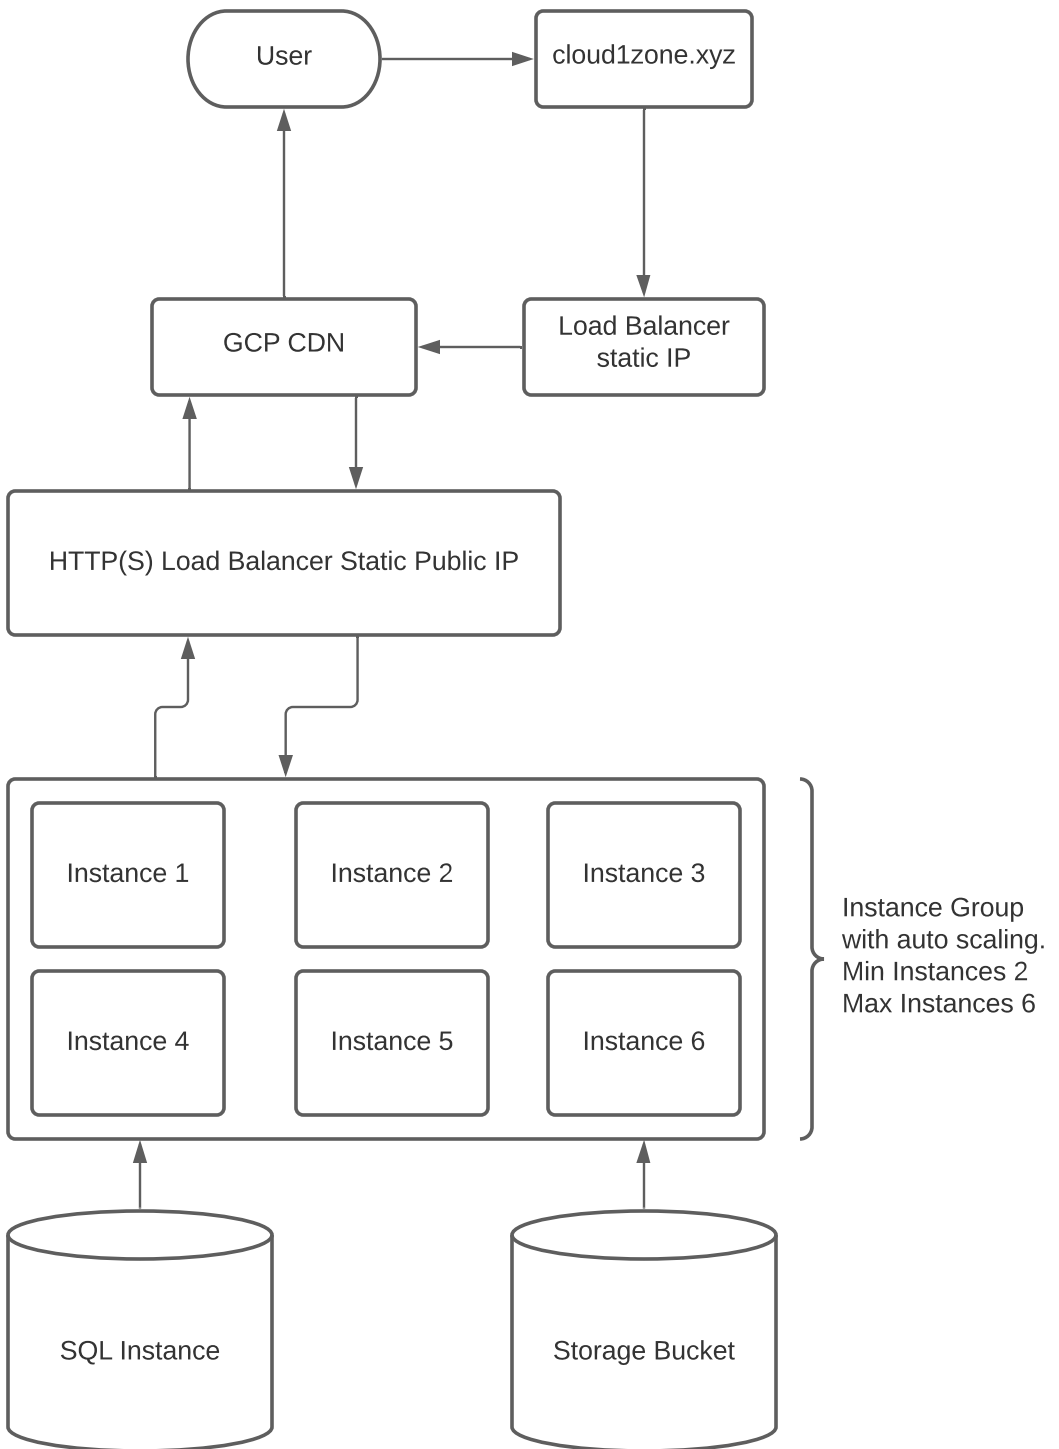 User
cloud1zone.xyz
GCP CDN
Load Balancer
static IP
HTTP(S) Load Balancer Static Public IP
Instance 1
Instance 2
Instance 3
Instance 4
Instance 5
Instance 6
Instance Group
with auto scaling.
Min Instances 2
Max Instances 6
SQL Instance
Storage Bucket